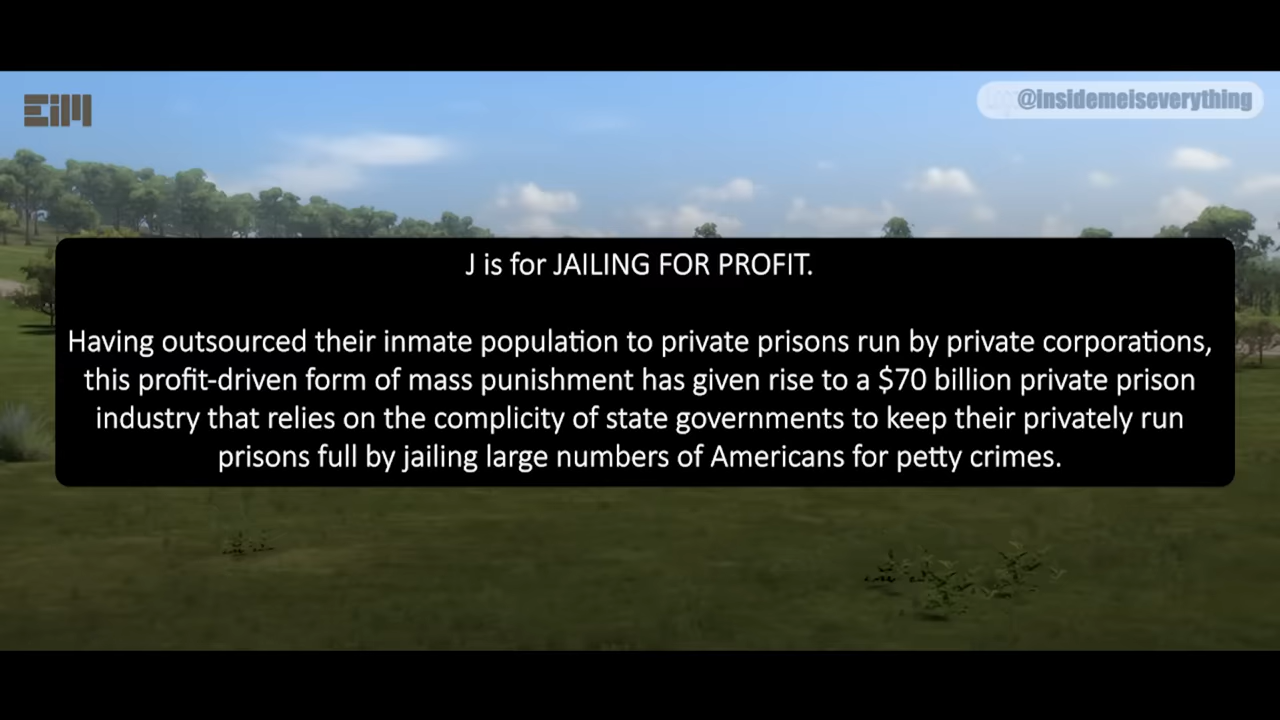 EiM
@insidemeiseverything
J is for JAILING FOR PROFIT.
Having outsourced their inmate population to private prisons run by private corporations,
this profit-driven form of mass punishment has given rise to a $70 billion private prison
industry that relies on the complicity of state governments to keep their privately run
prisons full by jailing large numbers of Americans for petty crimes.